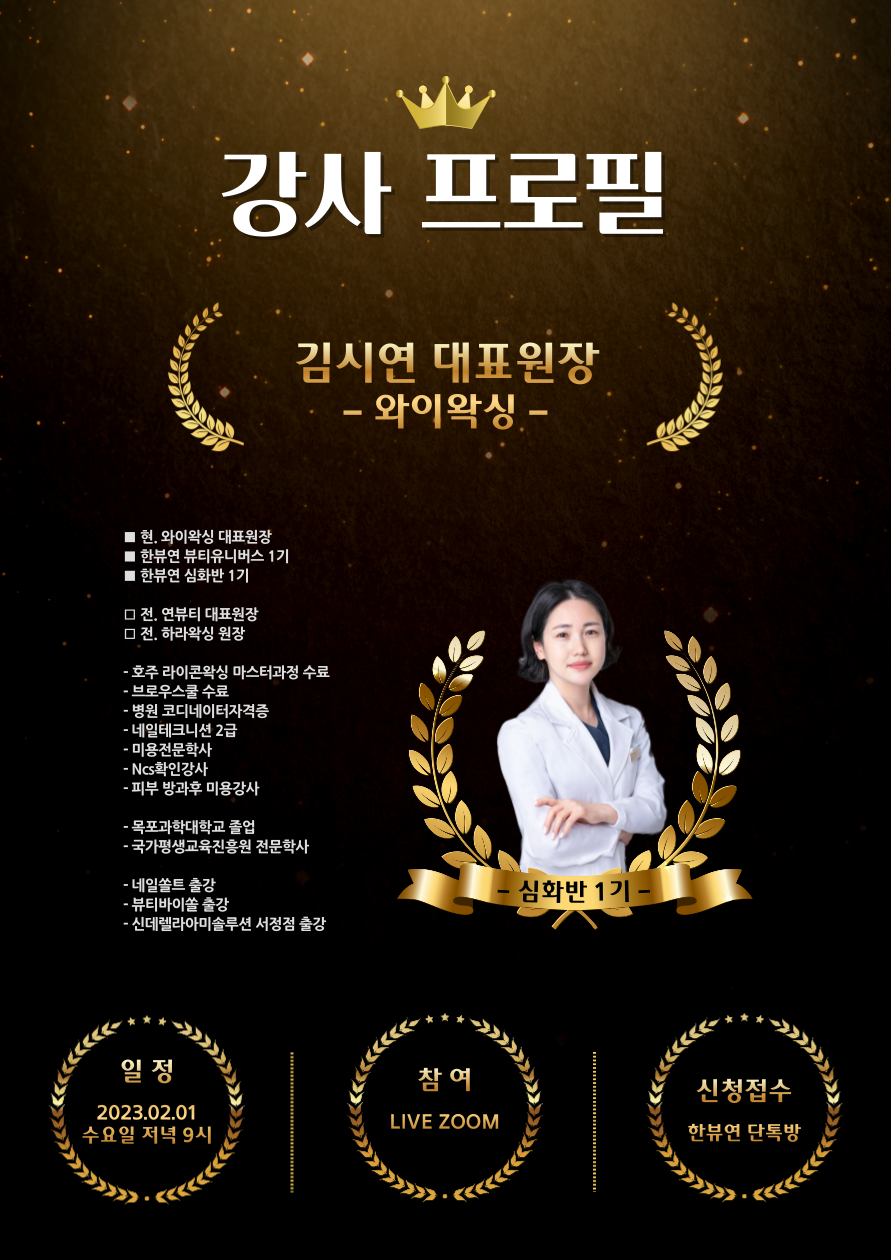 강사 프로필
김시연 대표원장
– 와이왁싱 –
■ 현. 와이왁싱 대표원장
■ 한뷰연 뷰티유니버스 1기
■ 한뷰연 심화반 1기
□ 전. 연뷰티 대표원장
□ 전. 하라왁싱 원장
- 호주 라이콘왁싱 마스터과정 수료
- 브로우스쿨 수료
- 병원 코디네이터자격증
- 네일테크니션 2급
- 미용전문학사
- Ncs확인강사
- 피부 방과후 미용강사
- 목포과학대학교 졸업
- 국가평생교육진흥원 전문학사
- 네일쏠트 출강
- 뷰티바이쏠 출강
- 신데렐라아미솔루션 서정점 출강
– 심화반 1기 –
일 정
2023.02.01
수요일 저녁 9시
참 여
LIVE ZOOM
신청접수
한뷰연 단톡방